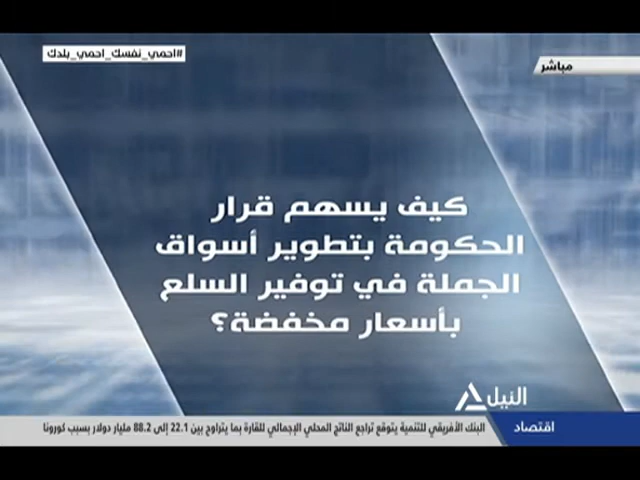 #احمي_نفسك_احمي_بلدك
مباشر
كيف يسهم قرار
الحكومة بتطوير أسواق
الجملة في توفير السلع
بأسعار مخفضة؟
النيل
اقتصاد
البنك الأفريقي للتنمية يتوقع تراجع الناتج المحلي الإجمالي للقارة بما يتراوح بين 22.1 إلى 88.2 مليار دولار بسبب كورونا